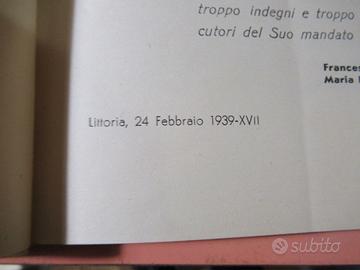 troppo indegni e troppo
cutori del Suo mandato
Frances
Maria
Littoria, 24 Febbraio 1939-XVII
subito